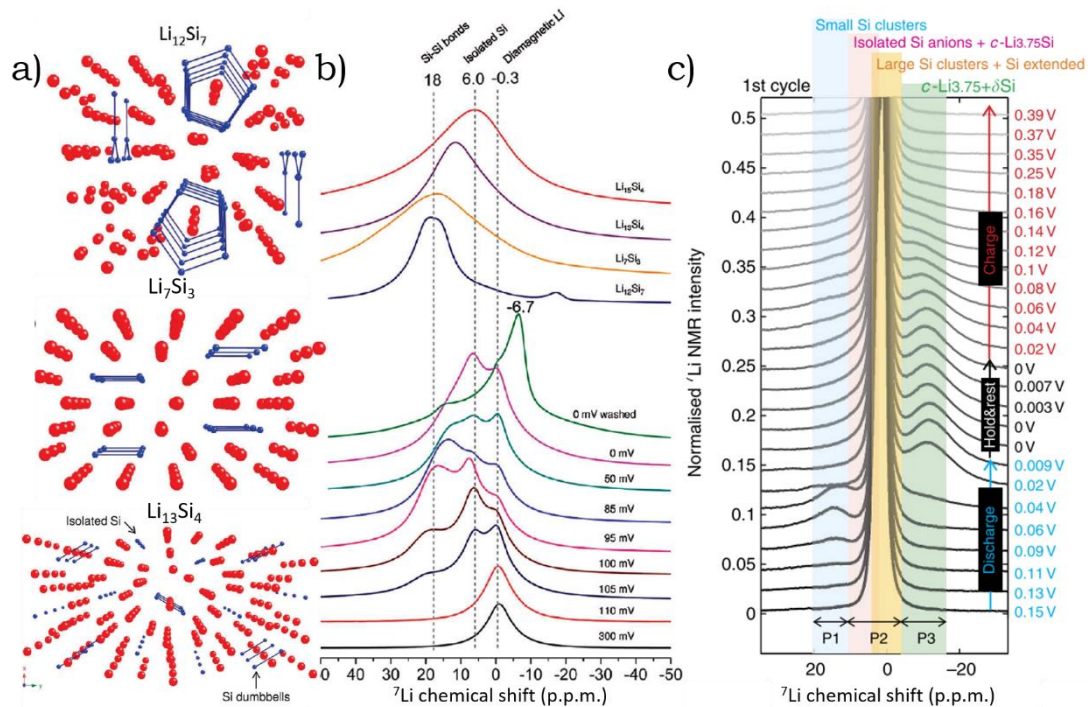 a)
Li12Si7
Li7Si3
Li13Si4
Isolated Si
Si dumbbells
b)
Si-Si bonds
Isolated Si
Diamagnetic Li
18
6.0
-0.3
Li15Si4
Li13Si4
Li7Si3
Li12Si7
-6.7
0 mV washed
0 mV
50 mV
85 mV
95 mV
100 mV
105 mV
110 mV
300 mV
50 40 30 20 10 0 -10 -20 -30 -40 -50
7Li chemical shift (p.p.m.)
c)
Small Si clusters
Isolated Si anions + c-Li3.75Si
Large Si clusters + Si extended
1st cycle
c-Li3.75+δSi
Normalised 7Li NMR intensity
0.5
0.45
0.4
0.35
0.3
0.25
0.2
0.15
0.1
0.05
0
Charge
Hold&rest
Discharge
0.39 V
0.37 V
0.35 V
0.25 V
0.18 V
0.16 V
0.14 V
0.12 V
0.1 V
0.08 V
0.06 V
0.04 V
0.02 V
0V
0.007 V
0.003 V
0 V
0 V
0.009 V
0.02 V
0.04 V
0.06 V
0.09 V
0.11 V
0.13 V
0.15 V
P1 P2 P3
20 0 -20
7Li chemical shift (p.p.m.)